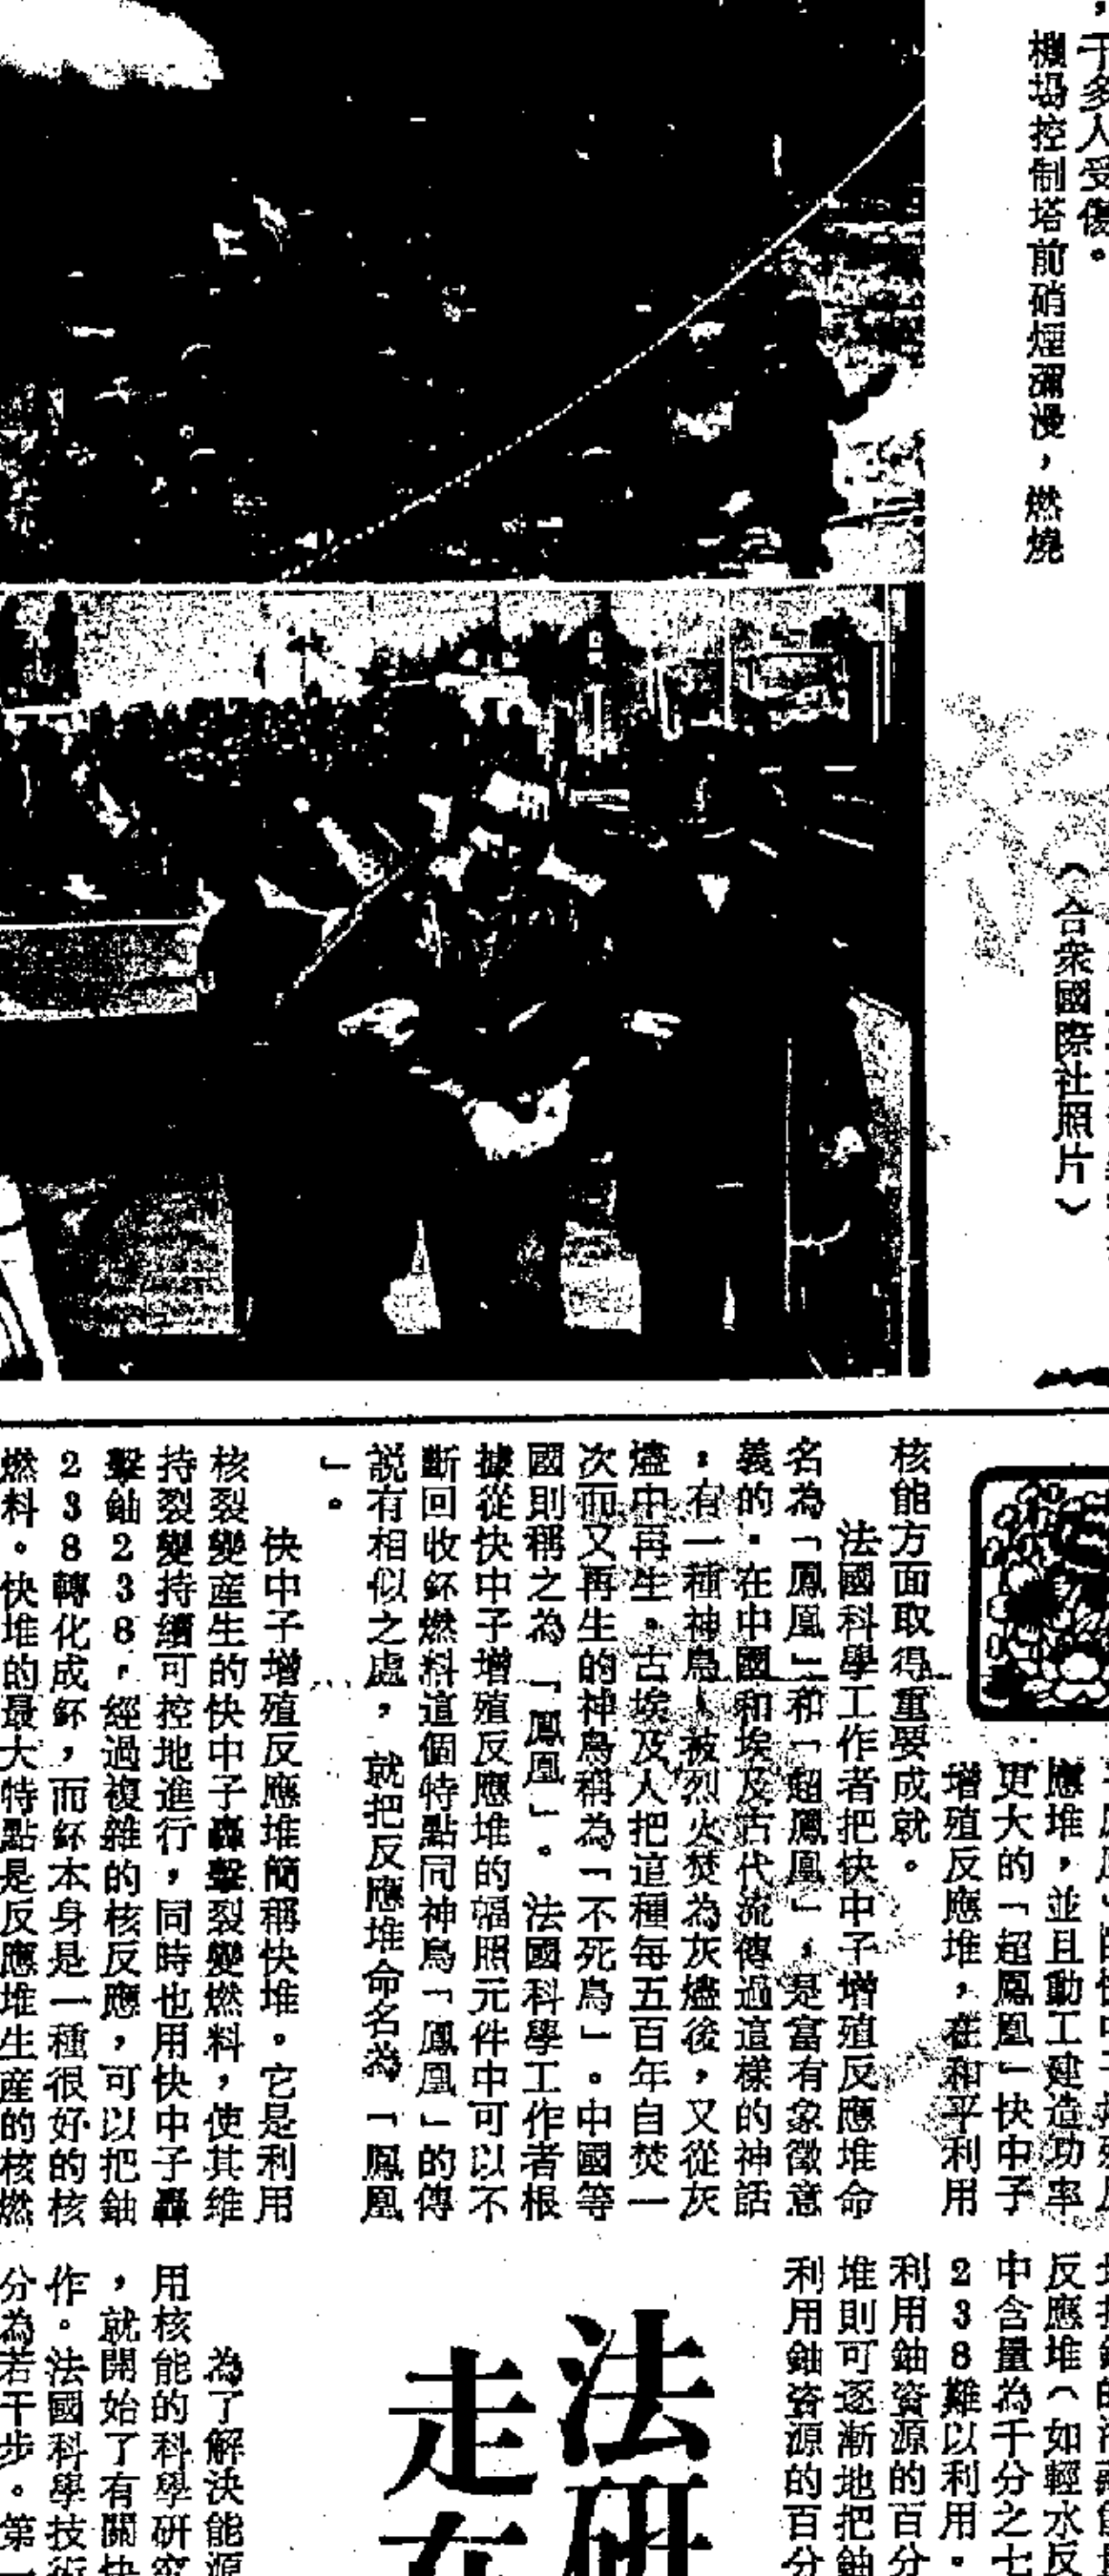 ，千多人受傷。
機場控制塔前硝煙瀰漫，燃燒
（合衆國際社照片）
應堆，並且動工建造功率
更大的「超鳳凰」快中子
增殖反應堆，在和平利用
核能方面取得重要成就。
法國科學工作者把快中子增殖反應堆命
名為「鳳凰」和「超鳳凰」，是富有象徵意
義的。在中國和埃及古代流傳過這樣的神話
：有一種神鳥，被烈火焚為灰燼後，又從灰
燼中再生。古埃及人把這種每五百年自焚一
次而又再生的神鳥稱為「不死鳥」。中國等
國則稱之為「鳳凰」。法國科學工作者根
據從快中子增殖反應堆的幅照元件中可以不
斷回收鈈燃料這個特點同神鳥「鳳凰」的傳
説有相似之處，就把反應堆命名為「鳳凰
」。
快中子增殖反應堆簡稱快堆。它是利用
核裂變產生的快中子轟擊裂變燃料，使其維
持裂變持續可控地進行，同時也用快中子轟
擊鈾238，經過複雜的核反應，可以把鈾
238轉化成鈈，而鈈本身是一種很好的核
燃料。快堆的最大特點是反應堆生産的核燃
反應堆（如輕水反
中含量為千分之七
238難以利用。
利用鈾資源的百分
堆則可逐漸地把鈾
利用鈾資源的百分
法研
走在
為了解決能源
用核能的科學研究
，就開始了有關快
作。法國科學技術
分為若干步。第一